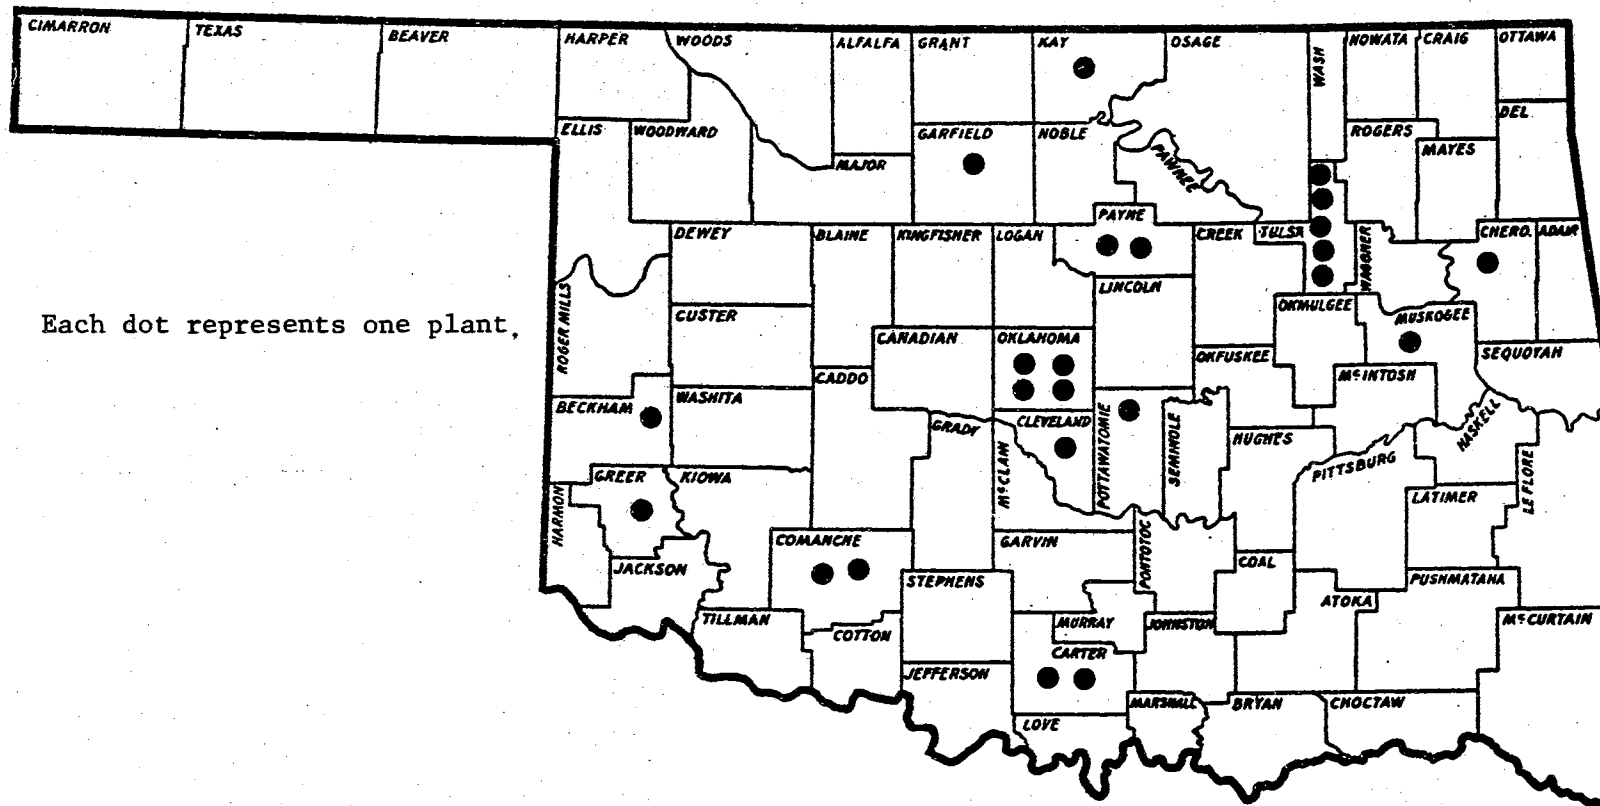 CIMARRON
TEXAS
BEAVER
HARPER
WOODS
ALFALFA
GRANT
KAY
OSAGE
WASH
NOWATA
CRAIG
OTTAWA
DEL
ELLIS
WOODWARD
MAJOR
GARFIELD
NOBLE
PAWNEE
ROGERS
MAYES
PAYNE
DEWEY
BLAINE
KINGFISHER
LOGAN
CREEK
TULSA
WAGONER
CHERO.
ADAIR
ROGER MILLS
CUSTER
LINCOLN
OKMULGEE
MUSKOGEE
Each dot represents one plant.
CANADIAN
OKLAHOMA
OKFUSKEE
SEQUOYAH
CADDO
MCINTOSH
BECKHAM
WASHITA
GRADY
MCCLAIN
CLEVELAND
POTTAWATOMIE
SEMINOLE
HUGHES
PITTSBURG
HASKELL
LE FLORE
GREER
KIOWA
HARMON
LATIMER
JACKSON
COMANCHE
STEPHENS
GARVIN
PONTOTOC
COAL
ATOKA
PUSHMATAHA
TILLMAN
COTTON
MURRAY
JOHNSTON
MCCURTAIN
CARTER
JEFFERSON
LOVE
MARSHALL
BRYAN
CHOCTAW